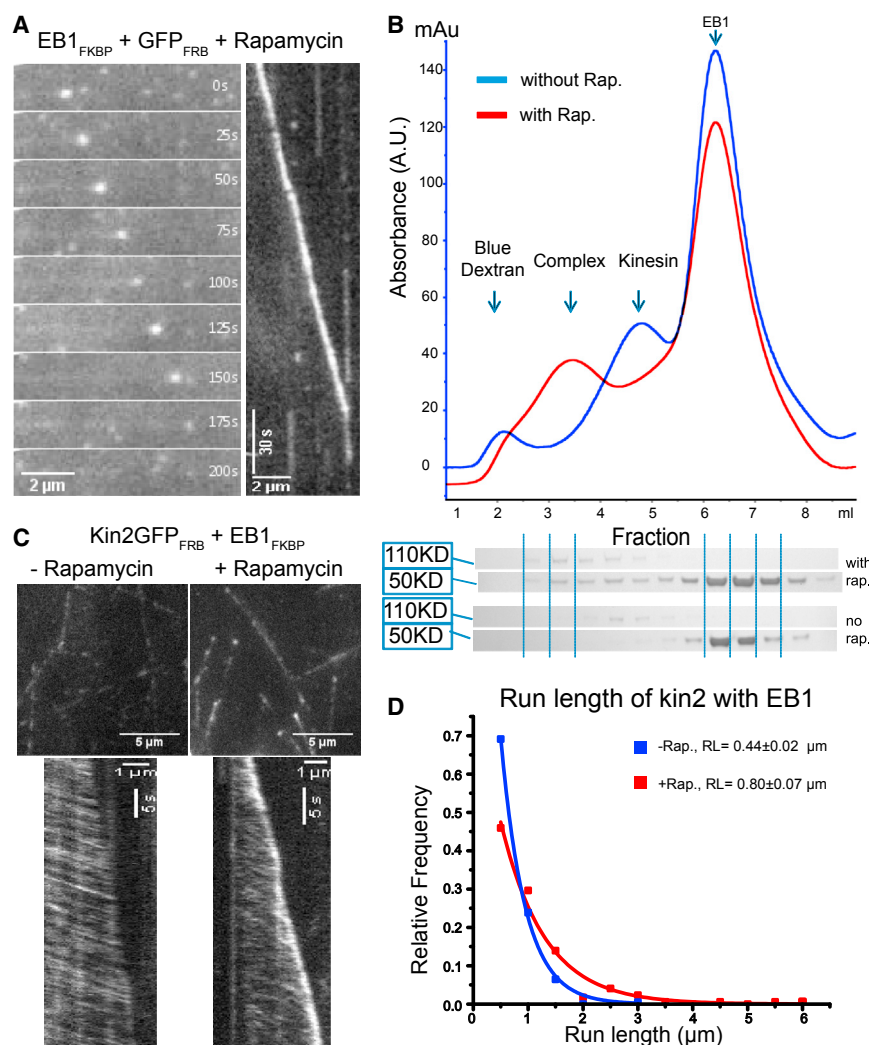 A
EB1FKBP + GFPFRB + Rapamycin
0s
25s
50s
75s
100s
125s
150s
175s
200s
2 µm
30 s
2 µm
B
mAu
EB1
without Rap.
with Rap.
Blue Dextran
Complex
Kinesin
Absorbance (A.U.)
140
120
100
80
60
40
20
0
1 2 3 4 5 6 7 8 ml
Fraction
110KD
50KD
with rap.
110KD
50KD
no rap.
C
Kin2GFPFRB + EB1FKBP
- Rapamycin
+ Rapamycin
5 µm
5 µm
1 µm
5 s
1 µm
5 s
D
Run length of kin2 with EB1
-Rap., RL= 0.44±0.02 µm
+Rap., RL= 0.80±0.07 µm
Relative Frequency
0.7
0.6
0.5
0.4
0.3
0.2
0.1
0.0
0 1 2 3 4 5 6
Run length (µm)